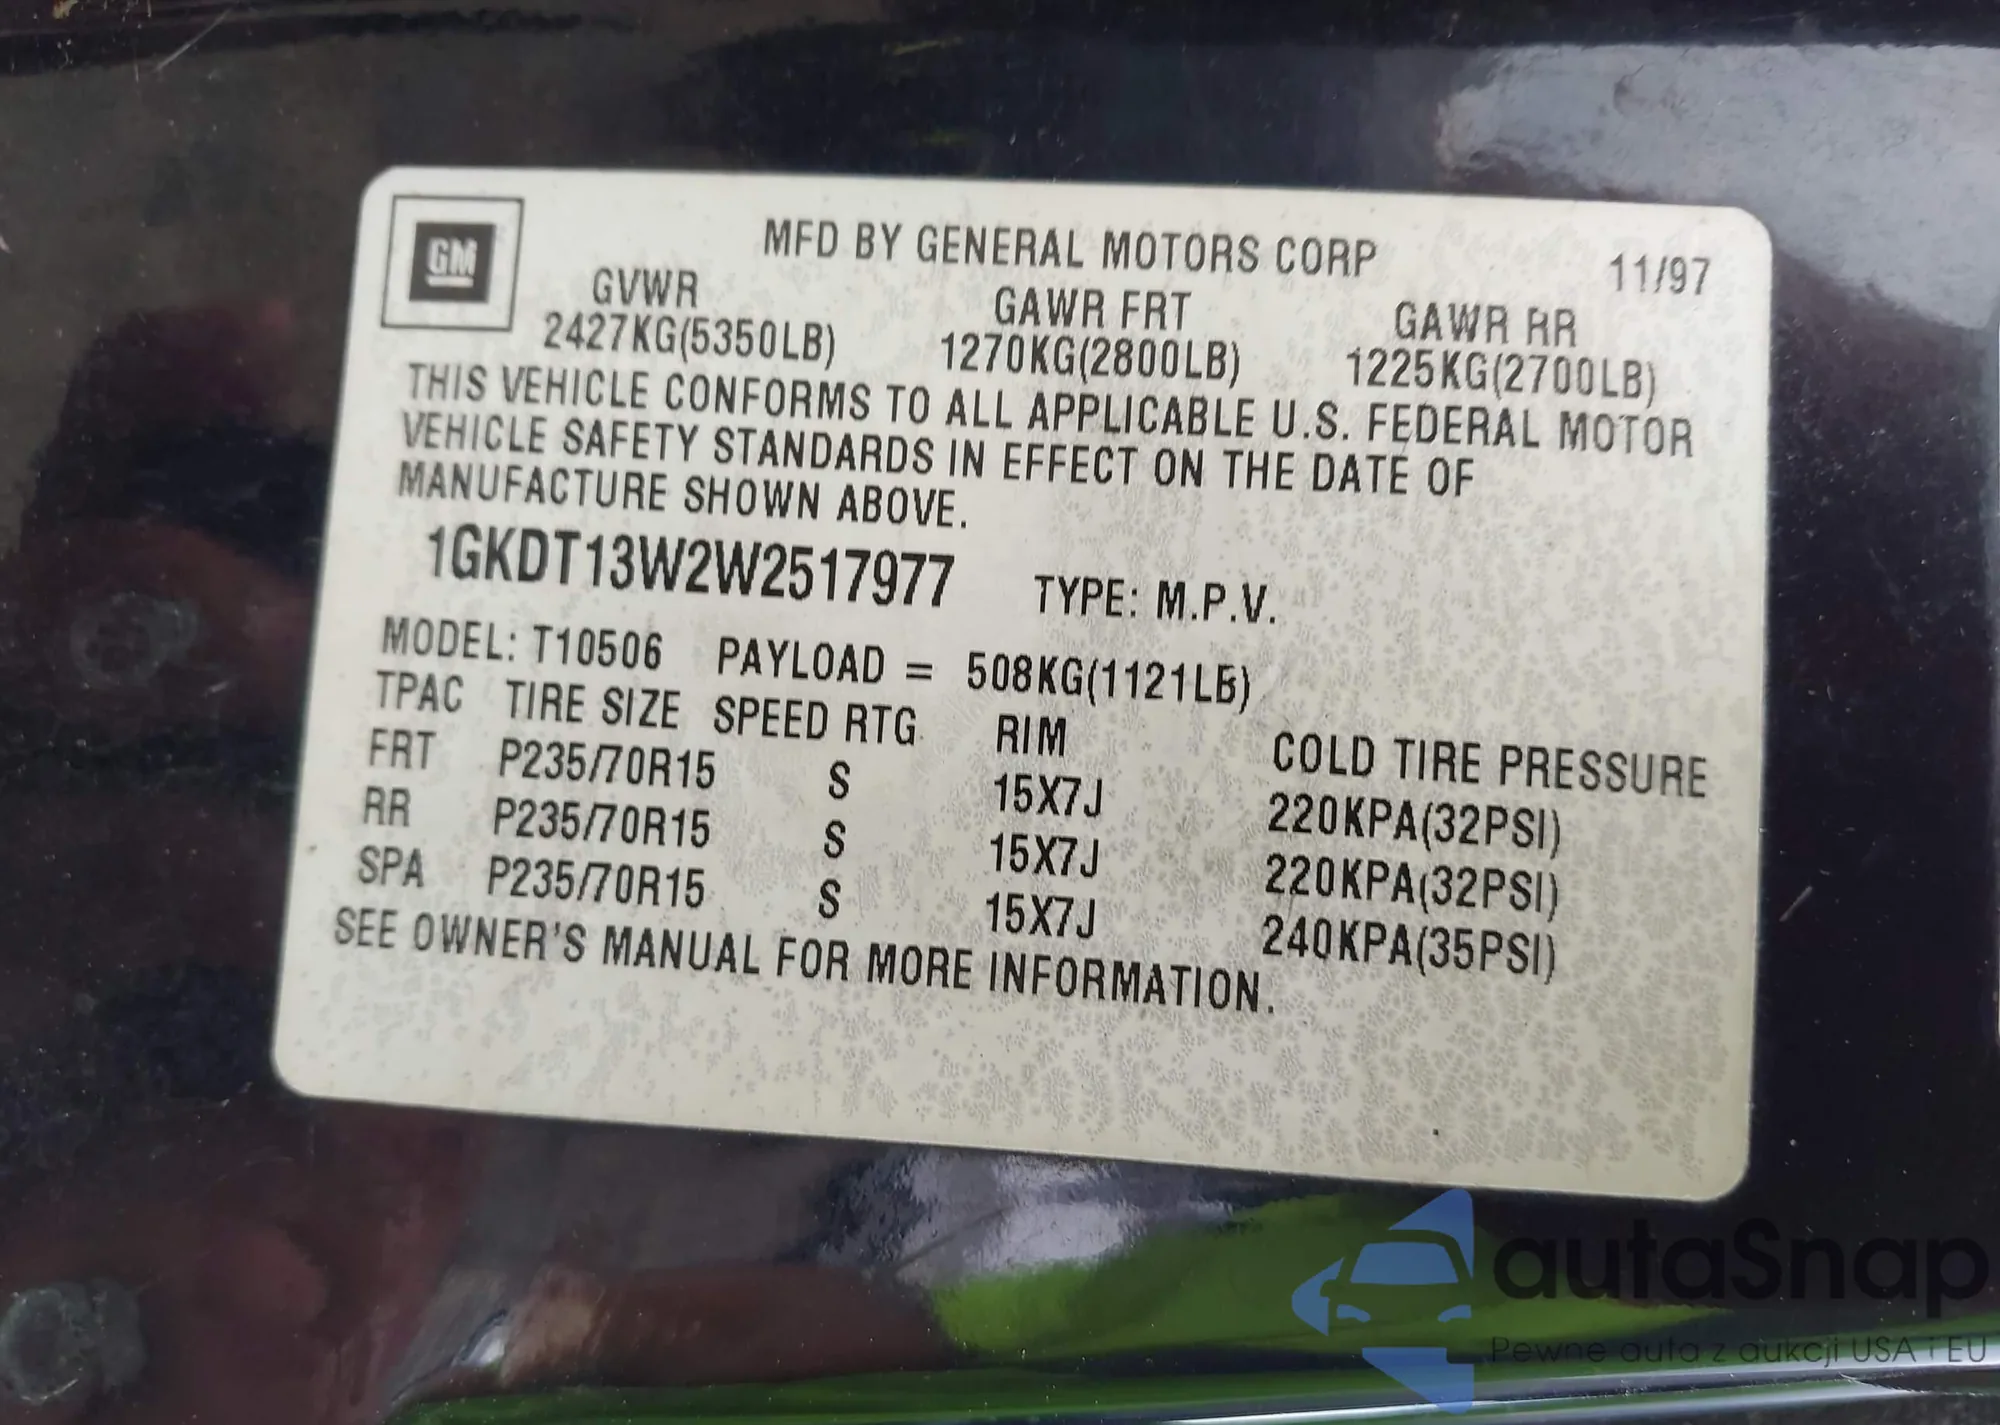 GM
MFD BY GENERAL MOTORS CORP 11/97
GVWR GAWR FRT GAWR RR
2427KG(5350LB) 1270KG(2800LB) 1225KG(2700LB)
THIS VEHICLE CONFORMS TO ALL APPLICABLE U.S. FEDERAL MOTOR
VEHICLE SAFETY STANDARDS IN EFFECT ON THE DATE OF
MANUFACTURE SHOWN ABOVE.
1GKDT13W2W2517977 TYPE: M.P.V.
MODEL: T10506 PAYLOAD = 508KG(1121LB)
TPAC TIRE SIZE SPEED RTG RIM COLD TIRE PRESSURE
FRT P235/70R15 S 15X7J 220KPA(32PSI)
RR P235/70R15 S 15X7J 220KPA(32PSI)
SPA P235/70R15 S 15X7J 240KPA(35PSI)
SEE OWNER'S MANUAL FOR MORE INFORMATION.
autaSnap
Pewne auta z aukcji USA i EU